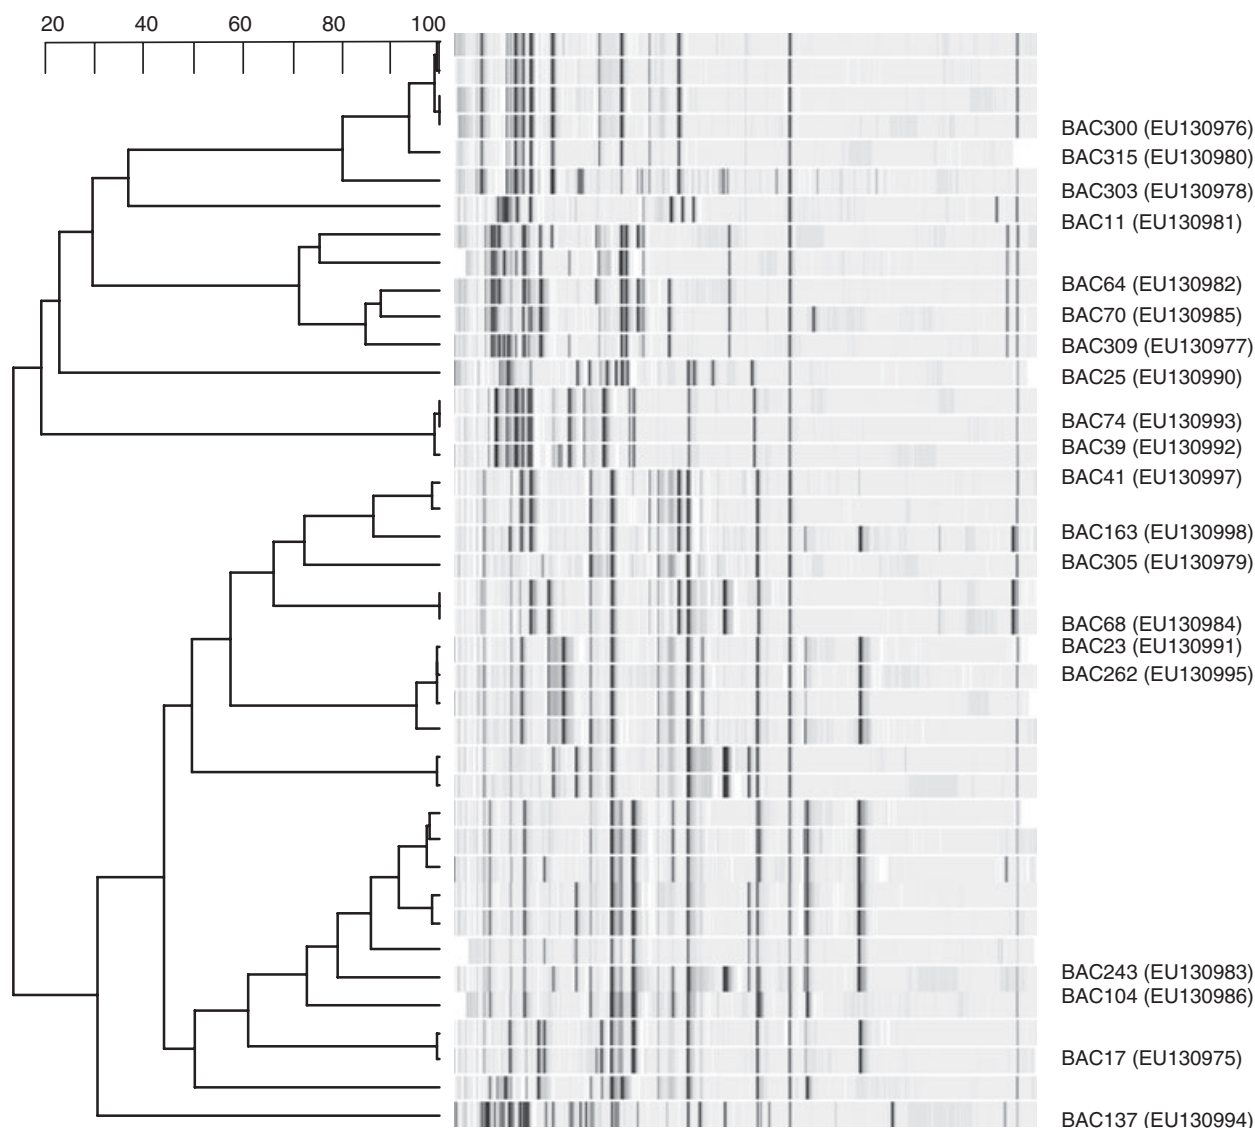 20 40 60 80 100
BAC300 (EU130976)
BAC315 (EU130980)
BAC303 (EU130978)
BAC11 (EU130981)
BAC64 (EU130982)
BAC70 (EU130985)
BAC309 (EU130977)
BAC25 (EU130990)
BAC74 (EU130993)
BAC39 (EU130992)
BAC41 (EU130997)
BAC163 (EU130998)
BAC305 (EU130979)
BAC68 (EU130984)
BAC23 (EU130991)
BAC262 (EU130995)
BAC243 (EU130983)
BAC104 (EU130986)
BAC17 (EU130975)
BAC137 (EU130994)